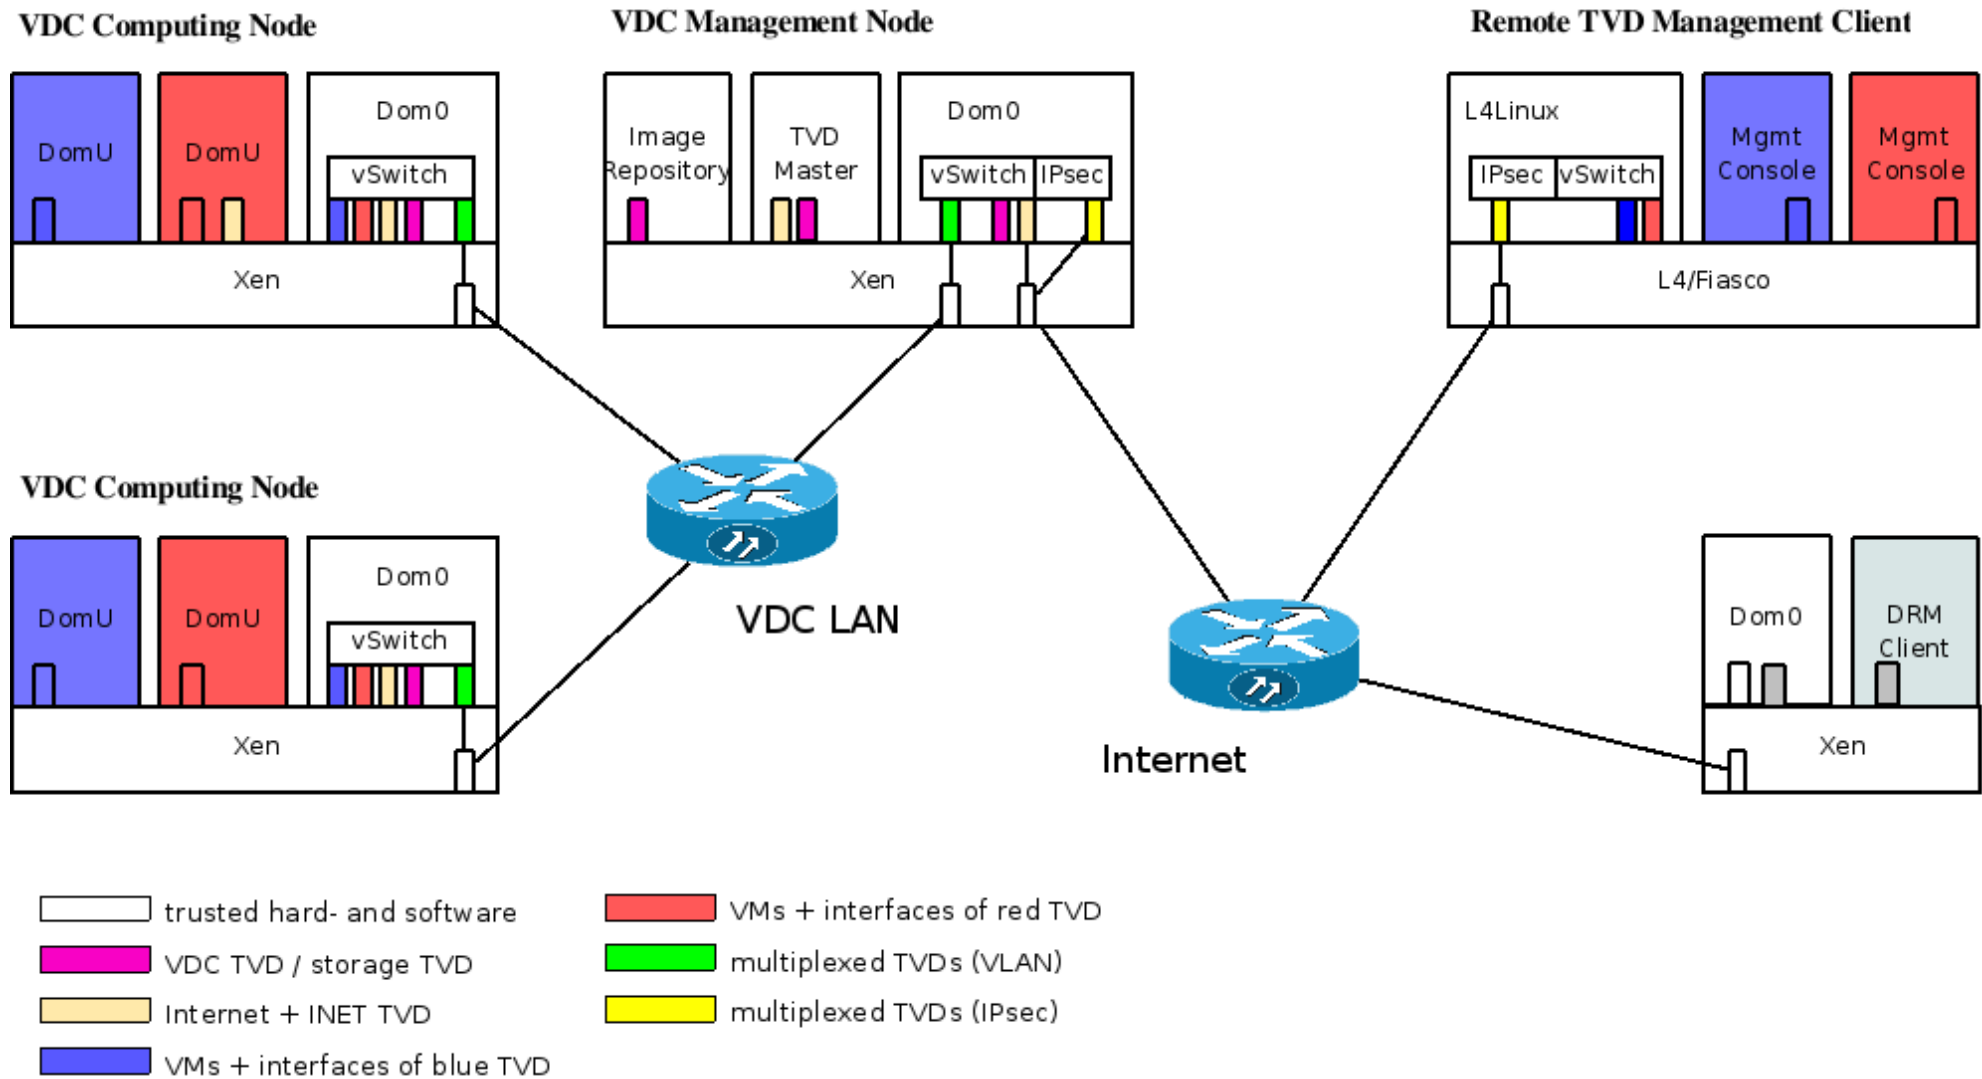 VDC Computing Node
VDC Management Node
Remote TVD Management Client
DomU
DomU
Dom0
vSwitch
Xen
Image
Repository
TVD
Master
Dom0
vSwitch
IPsec
Xen
L4Linux
IPsec
vSwitch
Mgmt
Console
Mgmt
Console
L4/Fiasco
VDC Computing Node
DomU
DomU
Dom0
vSwitch
Xen
VDC LAN
Internet
Dom0
DRM
Client
Xen
trusted hard- and software
VDC TVD / storage TVD
Internet + INET TVD
VMs + interfaces of blue TVD
VMs + interfaces of red TVD
multiplexed TVDs (VLAN)
multiplexed TVDs (IPsec)